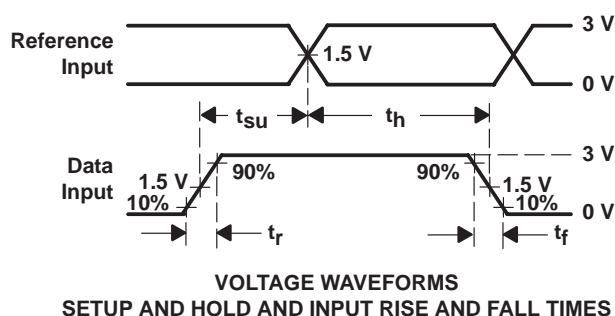 Reference
Input
3 V
1.5 V
0 V
tsu
th
Data
Input
3 V
90%
90%
1.5 V
1.5 V
10%
10%
0 V
tr
tf
VOLTAGE WAVEFORMS
SETUP AND HOLD AND INPUT RISE AND FALL TIMES